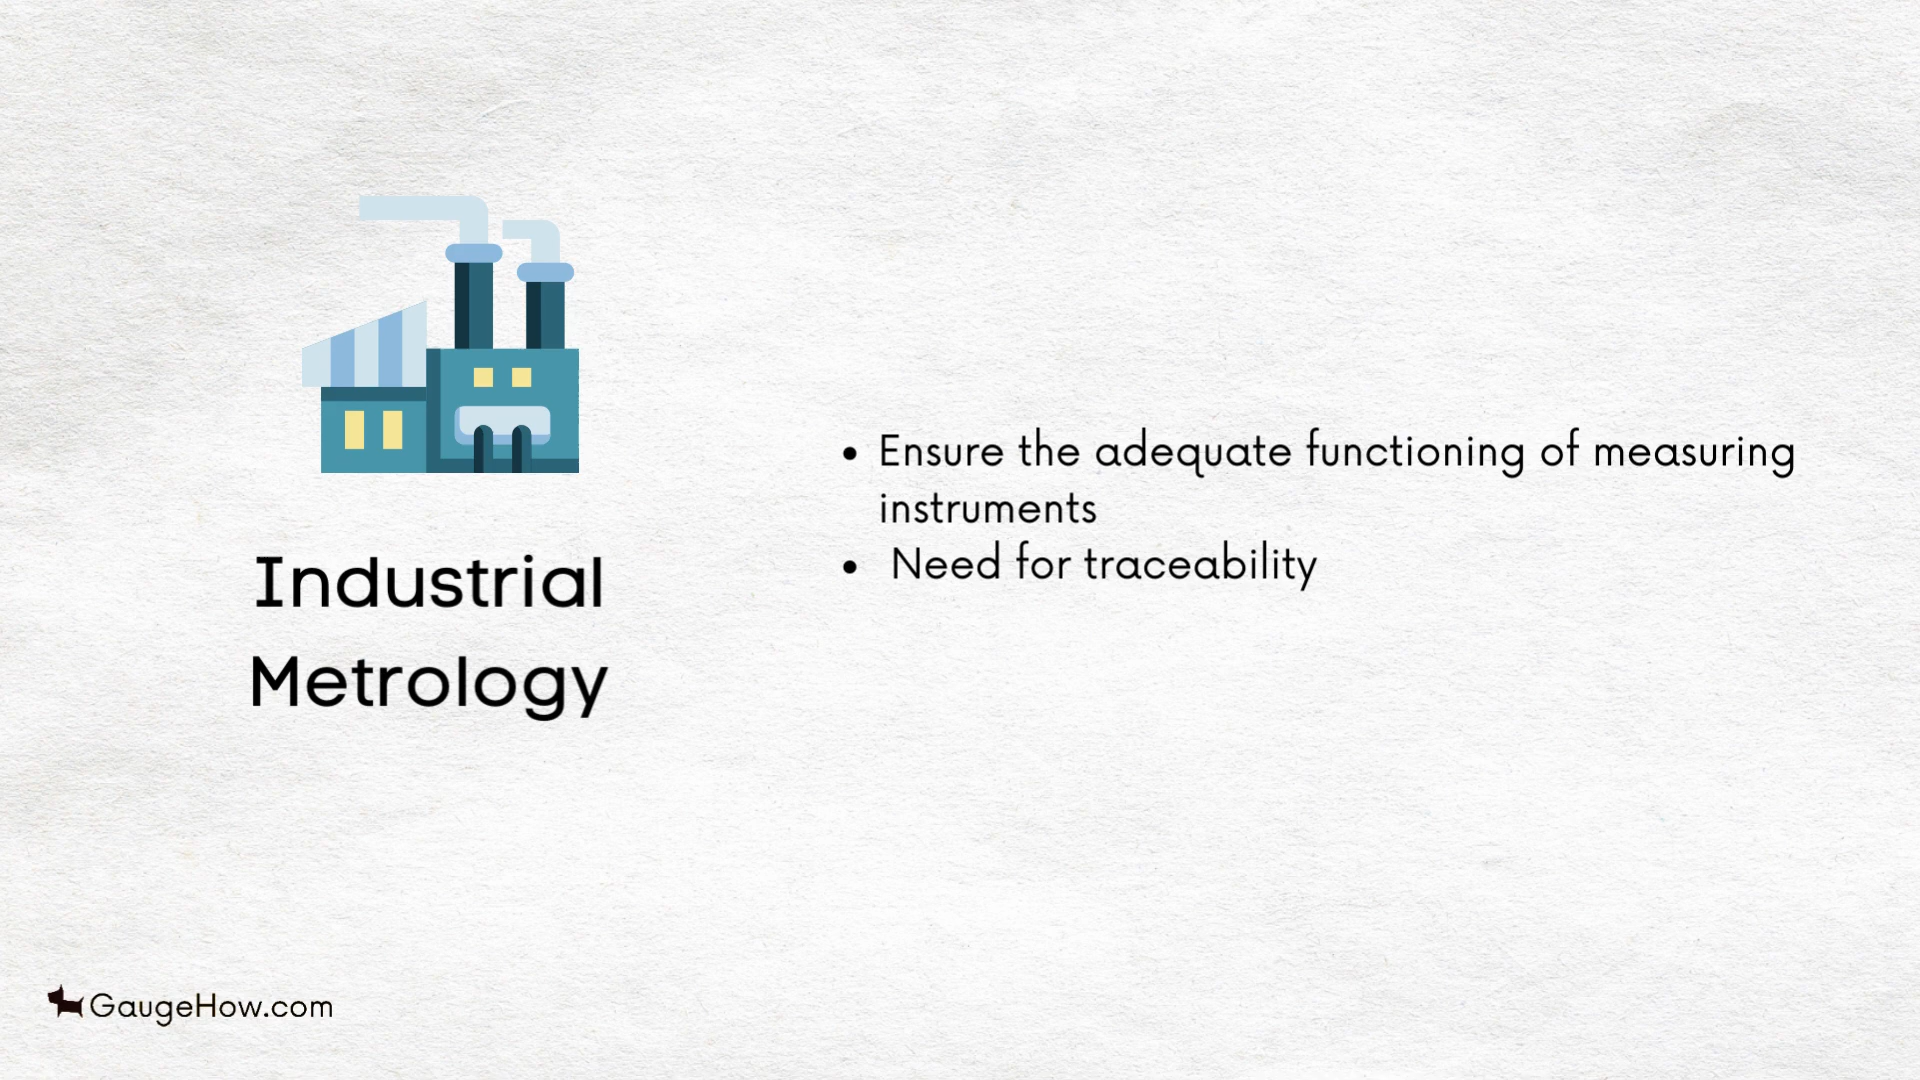 Industrial
Metrology
• Ensure the adequate functioning of measuring
instruments
• Need for traceability
GaugeHow.com